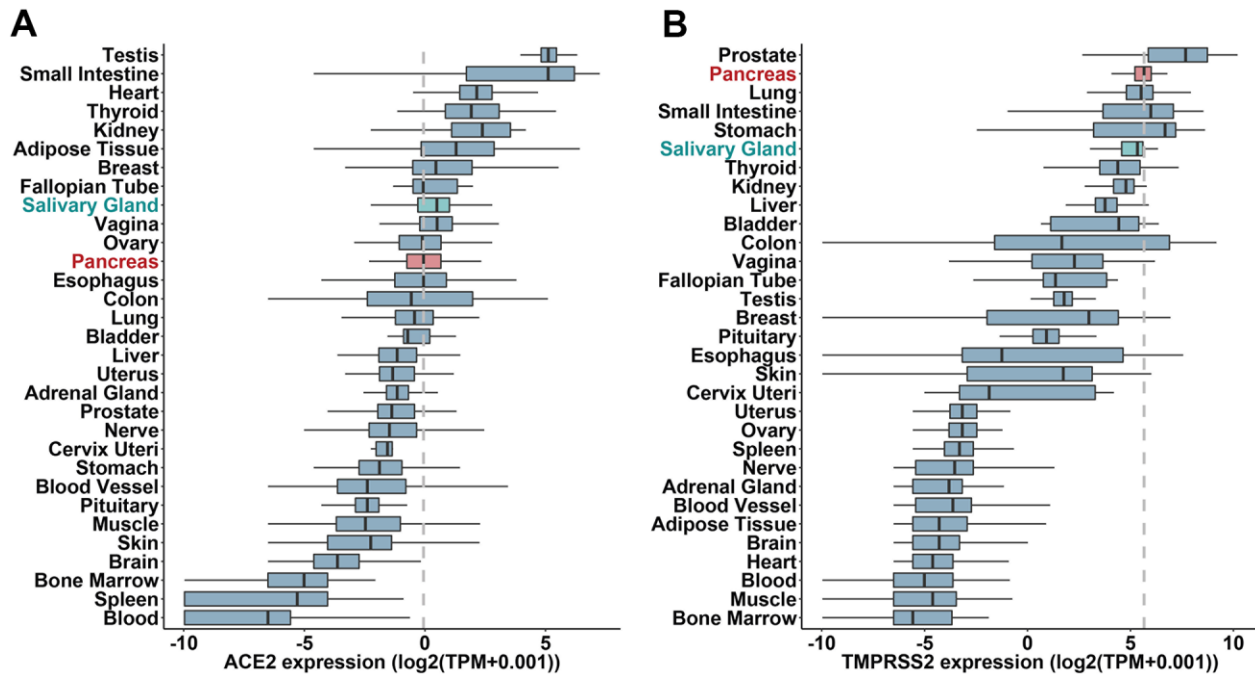 A
Testis
Small Intestine
Heart
Thyroid
Kidney
Adipose Tissue
Breast
Fallopian Tube
Salivary Gland
Vagina
Ovary
Pancreas
Esophagus
Colon
Lung
Bladder
Liver
Uterus
Adrenal Gland
Prostate
Nerve
Cervix Uteri
Stomach
Blood Vessel
Pituitary
Muscle
Skin
Brain
Bone Marrow
Spleen
Blood
-10 -5 0 5
ACE2 expression (log2(TPM+0.001))
B
Prostate
Pancreas
Lung
Small Intestine
Stomach
Salivary Gland
Thyroid
Kidney
Liver
Bladder
Colon
Vagina
Fallopian Tube
Testis
Breast
Pituitary
Esophagus
Skin
Cervix Uteri
Uterus
Ovary
Spleen
Nerve
Adrenal Gland
Blood Vessel
Adipose Tissue
Brain
Heart
Blood
Muscle
Bone Marrow
-10 -5 0 5 10
TMPRSS2 expression (log2(TPM+0.001))